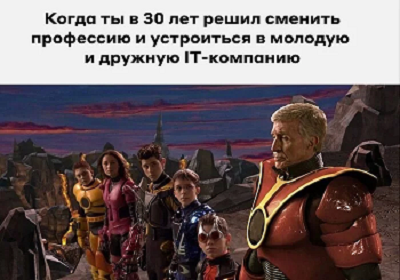 Когда ты в 30 лет решил сменить
профессию и устроиться в молодую
и дружную IT-компанию